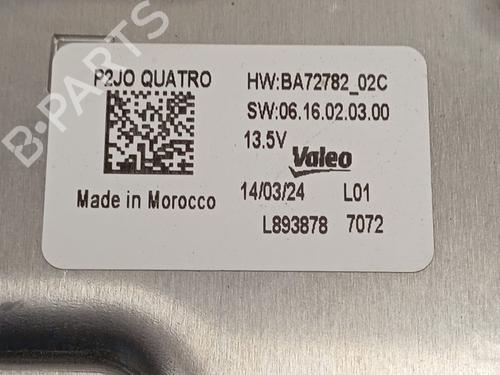 P2JO QUATRO
Made in Morocco
HW:BA72782_02C
SW:06.16.02.03.00
13.5V
Valeo
14/03/24 L01
L893878 7072
B-PARTS